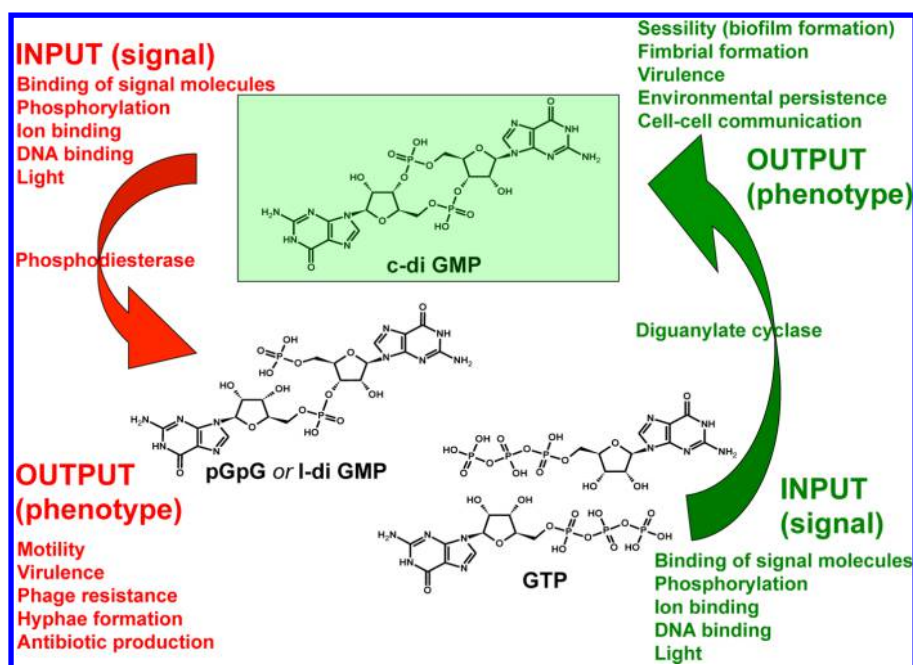 INPUT (signal)
Binding of signal molecules
Phosphorylation
Ion binding
DNA binding
Light
Phosphodiesterase
OUTPUT
(phenotype)
Motility
Virulence
Phage resistance
Hyphae formation
Antibiotic production
c-di GMP
pGpG or l-di GMP
GTP
Sessility (biofilm formation)
Fimbrial formation
Virulence
Environmental persistence
Cell-cell communication
OUTPUT
(phenotype)
Diguanylate cyclase
INPUT
(signal)
Binding of signal molecules
Phosphorylation
Ion binding
DNA binding
Light